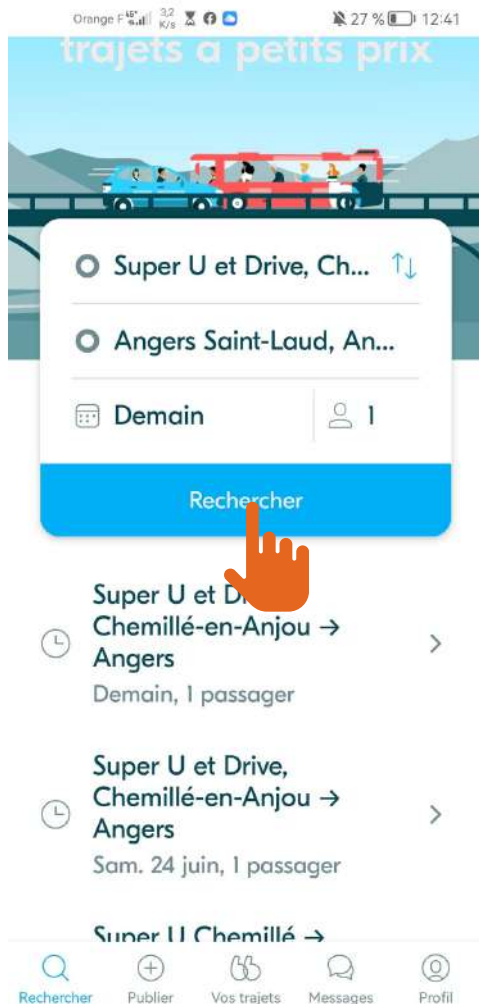 Orange F 3,2 K/s 27 % 12:41
trajets à petits prix
Super U et Drive, Ch...
Angers Saint-Laud, An...
Demain 1
Rechercher
Super U et D
Chemillé-en-Anjou →
Angers
Demain, 1 passager
Super U et Drive,
Chemillé-en-Anjou →
Angers
Sam. 24 juin, 1 passager
Super U Chemillé →
Rechercher Publier Vos trajets Messages Profil